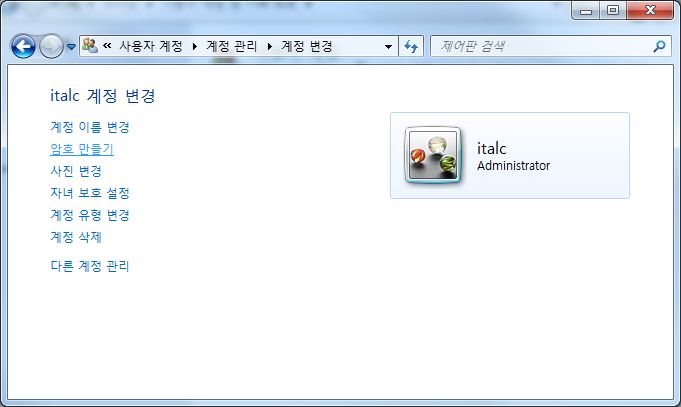 « 사용자 계정 ▸ 계정 관리 ▸ 계정 변경
제어판 검색
italc 계정 변경
계정 이름 변경
암호 만들기
사진 변경
자녀 보호 설정
계정 유형 변경
계정 삭제
다른 계정 관리
italc
Administrator